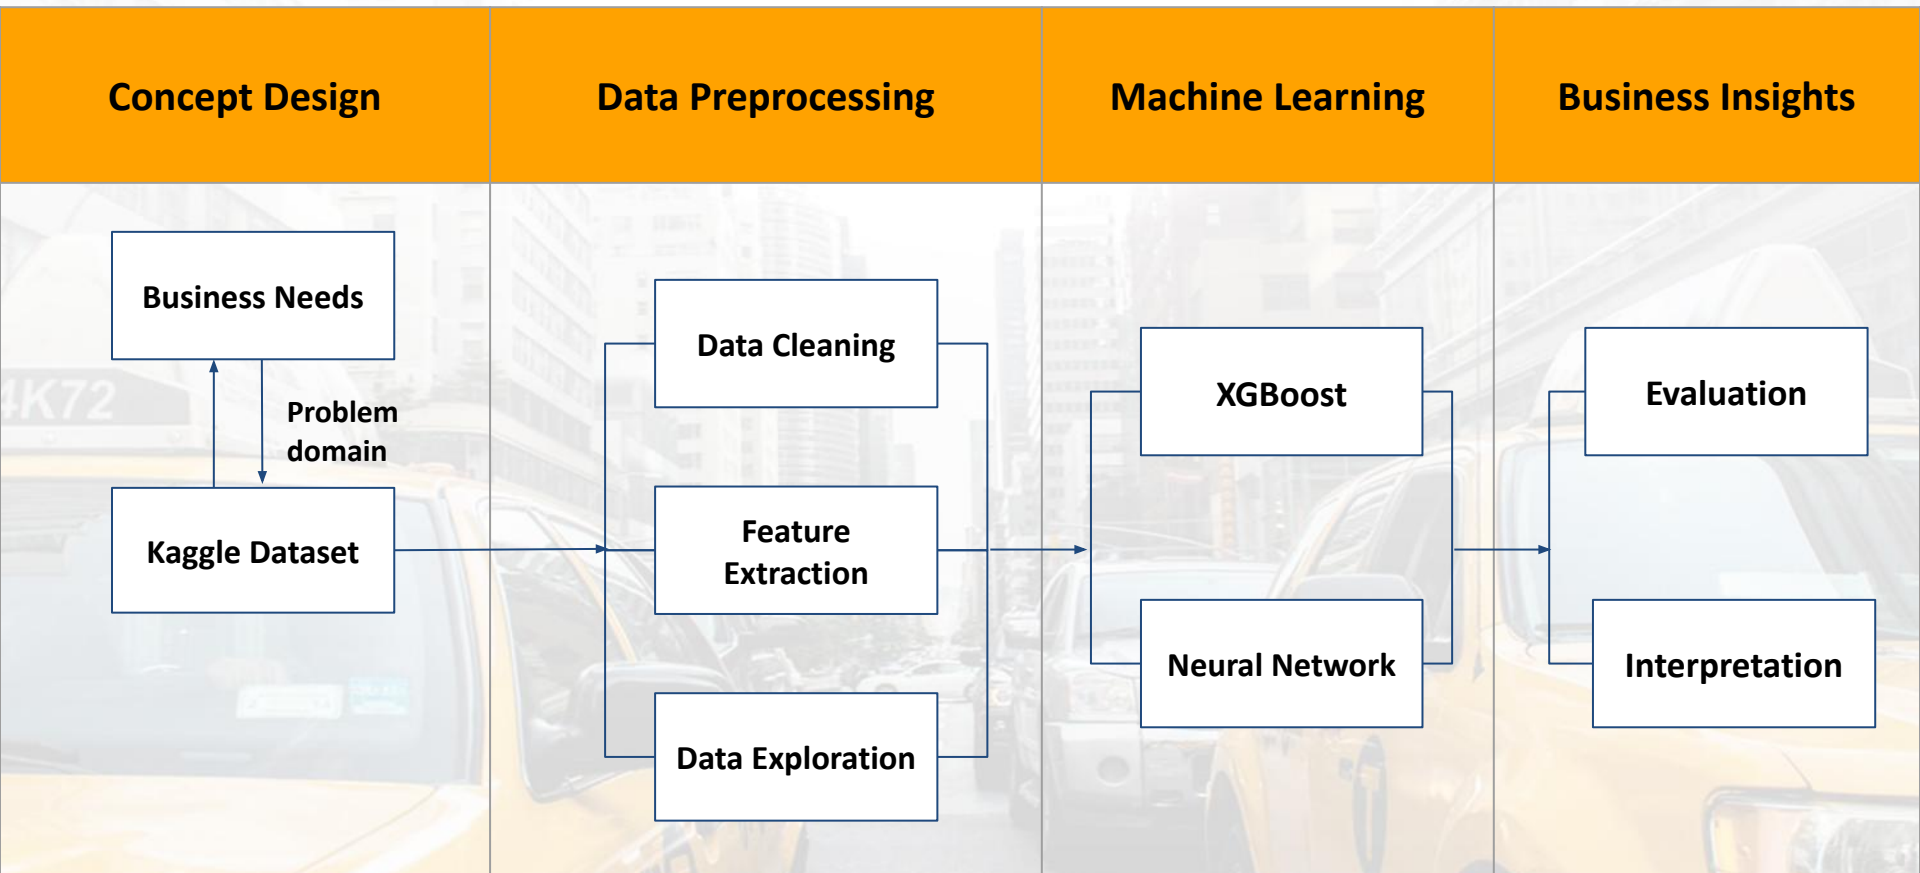 Concept Design
Data Preprocessing
Machine Learning
Business Insights
Business Needs
Problem
domain
Kaggle Dataset
Data Cleaning
Feature
Extraction
Data Exploration
XGBoost
Neural Network
Evaluation
Interpretation
4K72